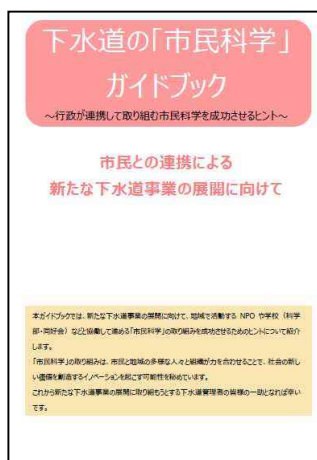 下水道の「市民科学」
ガイドブック
～行政が連携して取り組む市民科学を成功させるヒント～
市民との連携による
新たな下水道事業の展開に向けて
本ガイドブックでは、新たな下水道事業の展開に向けて、地域で活動する NPO や学校（科学
部・同好会）などと協働して進める「市民科学」の取り組みを成功させるためのヒントについて紹介
します。
「市民科学」の取り組みは、市民と地域の多様な人々と組織が力を合わせることで、社会の新し
い価値を創造するイノベーションを起こす可能性を秘めています。
これから新たな下水道事業の展開に取り組もうとする下水道管理者の皆様の一助となれば幸い
です。